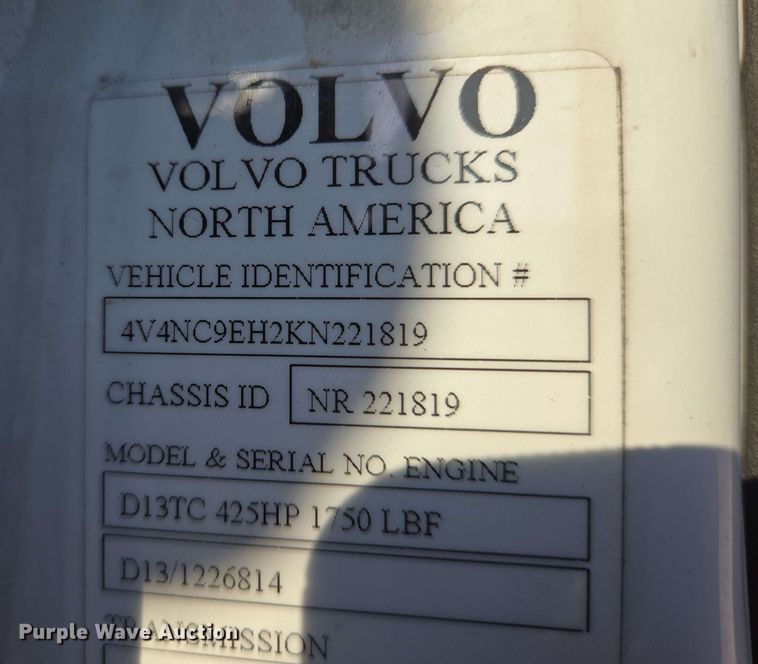 VOLVO
VOLVO TRUCKS
NORTH AMERICA
VEHICLE IDENTIFICATION #
4V4NC9EH2KN221819
CHASSIS ID NR 221819
MODEL & SERIAL NO. ENGINE
D13TC 425HP 1750 LBF
D13/1226814
TRANSMISSION
Purple Wave Auction